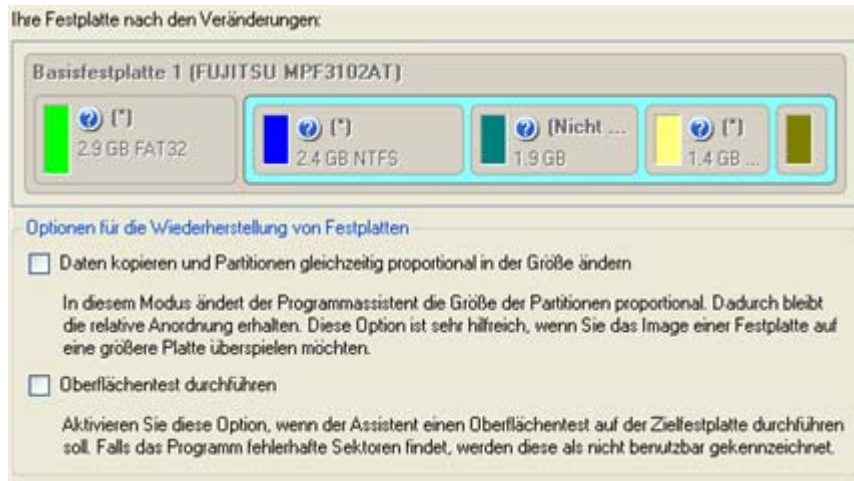 Ihre Festplatte nach den Veränderungen:
Basisfestplatte 1 (FUJITSU MPF3102AT)
(*)
2.9 GB FAT32
(*)
2.4 GB NTFS
(Nicht ...
1.9 GB
(*)
1.4 GB ...
Optionen für die Wiederherstellung von Festplatten
Daten kopieren und Partitionen gleichzeitig proportional in der Größe ändern
In diesem Modus ändert der Programmassistent die Größe der Partitionen proportional. Dadurch bleibt
die relative Anordnung erhalten. Diese Option ist sehr hilfreich, wenn Sie das Image einer Festplatte auf
eine größere Platte überspielen möchten.
Oberflächentest durchführen
Aktivieren Sie diese Option, wenn der Assistent einen Oberflächentest auf der Zielfestplatte durchführen
soll. Falls das Programm fehlerhafte Sektoren findet, werden diese als nicht benutzbar gekennzeichnet.